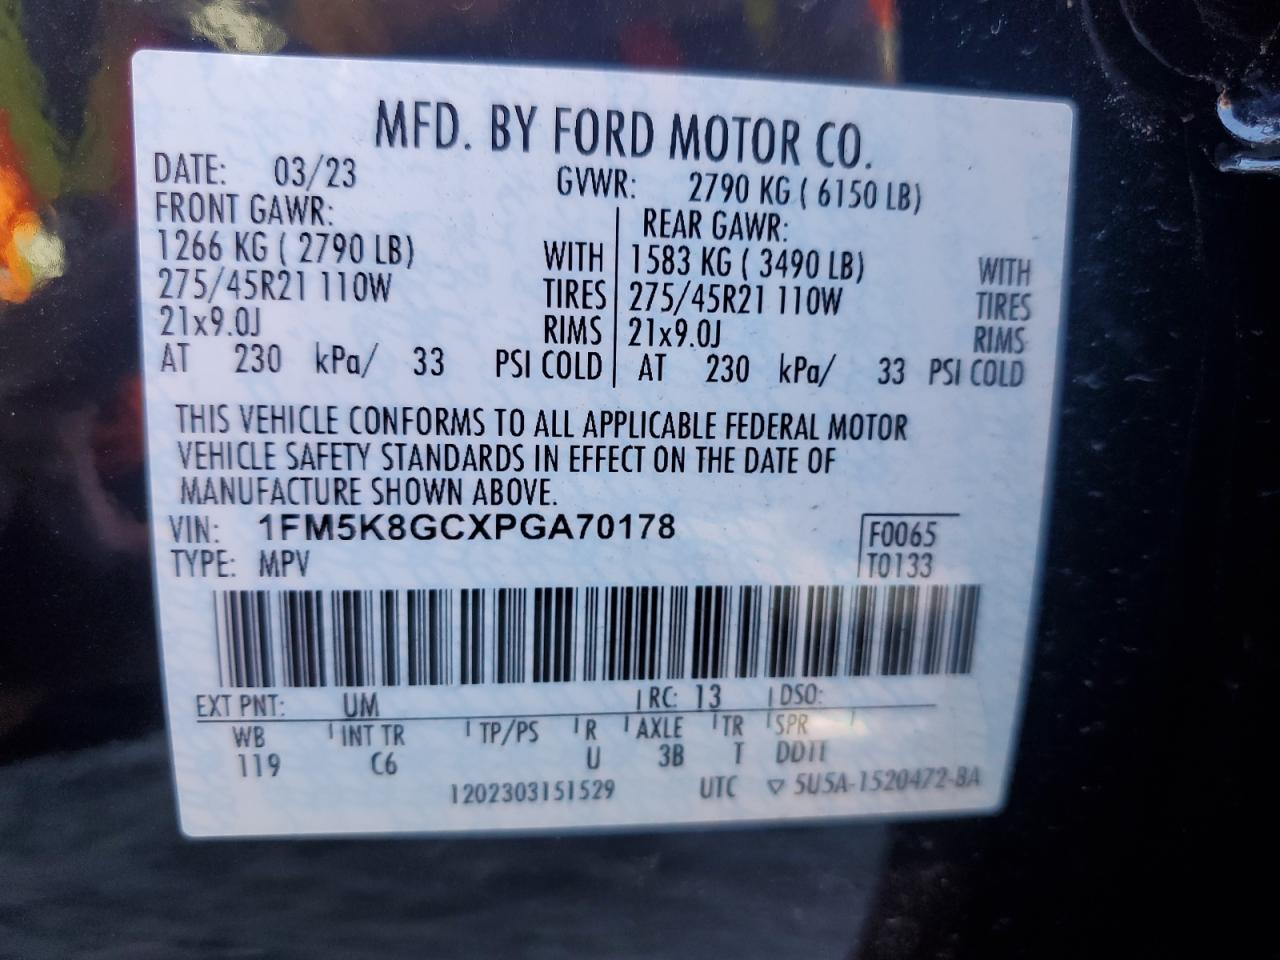 MFD. BY FORD MOTOR CO.
DATE: 03/23 GVWR: 2790 KG ( 6150 LB)
FRONT GAWR: REAR GAWR:
1266 KG ( 2790 LB) WITH 1583 KG ( 3490 LB) WITH
275/45R21 110W TIRES 275/45R21 110W TIRES
21x9.0J RIMS 21x9.0J RIMS
AT 230 kPa/ 33 PSI COLD AT 230 kPa/ 33 PSI COLD
THIS VEHICLE CONFORMS TO ALL APPLICABLE FEDERAL MOTOR
VEHICLE SAFETY STANDARDS IN EFFECT ON THE DATE OF
MANUFACTURE SHOWN ABOVE.
VIN: 1FM5K8GCXPGA70178 F0065
TYPE: MPV T0133
EXT PNT: UM RC: 13 DSO:
WB INT TR TP/PS R AXLE TR SPR
119 C6 U 3B T DD11
1202303151529 UTC ▽ 5U5A-1520472-BA